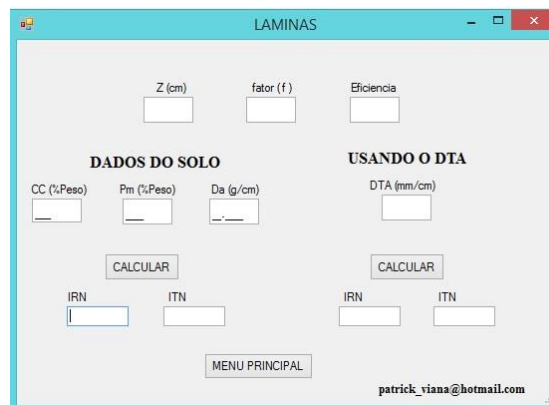 LAMINAS
Z (cm) fator ( f ) Eficiencia
DADOS DO SOLO
CC (%Peso) Pm (%Peso) Da (g/cm)
__ __ _.__
CALCULAR
IRN ITN
USANDO O DTA
DTA (mm/cm)
CALCULAR
IRN ITN
MENU PRINCIPAL
patrick_viana@hotmail.com